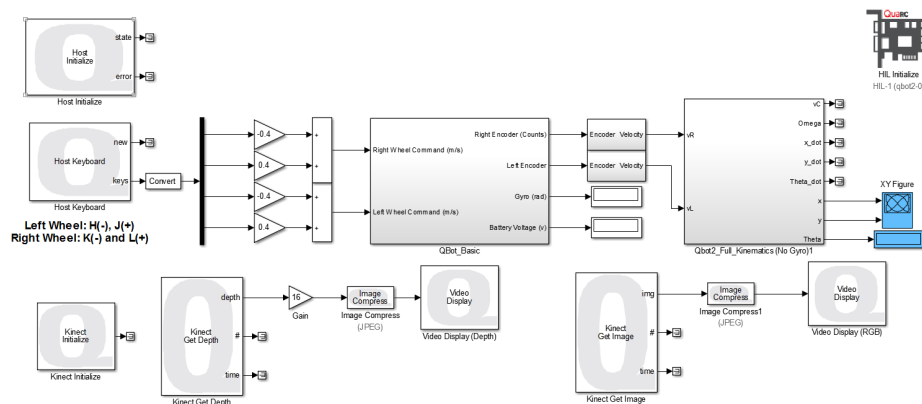 state
Host
Initialize
error
Host Initialize
QUARC
HIL Initialize
HIL-1 (qbot2-0
new
Host Keyboard
keys
Host Keyboard
Convert
-0.4
0.4
-0.4
0.4
+
+
+
+
Left Wheel: H(-), J(+)
Right Wheel: K(-) and L(+)
Right Wheel Command (m/s)
Left Wheel Command (m/s)
Right Encoder (Counts)
Left Encoder
Gyro (rad)
Battery Voltage (v)
QBot_Basic
Encoder Velocity
Encoder Velocity
vR
vL
vC
Omega
x_dot
y_dot
Theta_dot
x
y
Theta
Qbot2_Full_Kinematics (No Gyro)1
XY Figure
Kinect
Initialize
Kinect Initialize
Kinect
Get Depth
depth
#
time
Kinect Get Depth
16
Gain
Image
Compress
Image Compress
(JPEG)
Video
Display
Video Display (Depth)
Kinect
Get Image
img
#
time
Kinect Get Image
Image
Compress
Image Compress1
(JPEG)
Video
Display
Video Display (RGB)